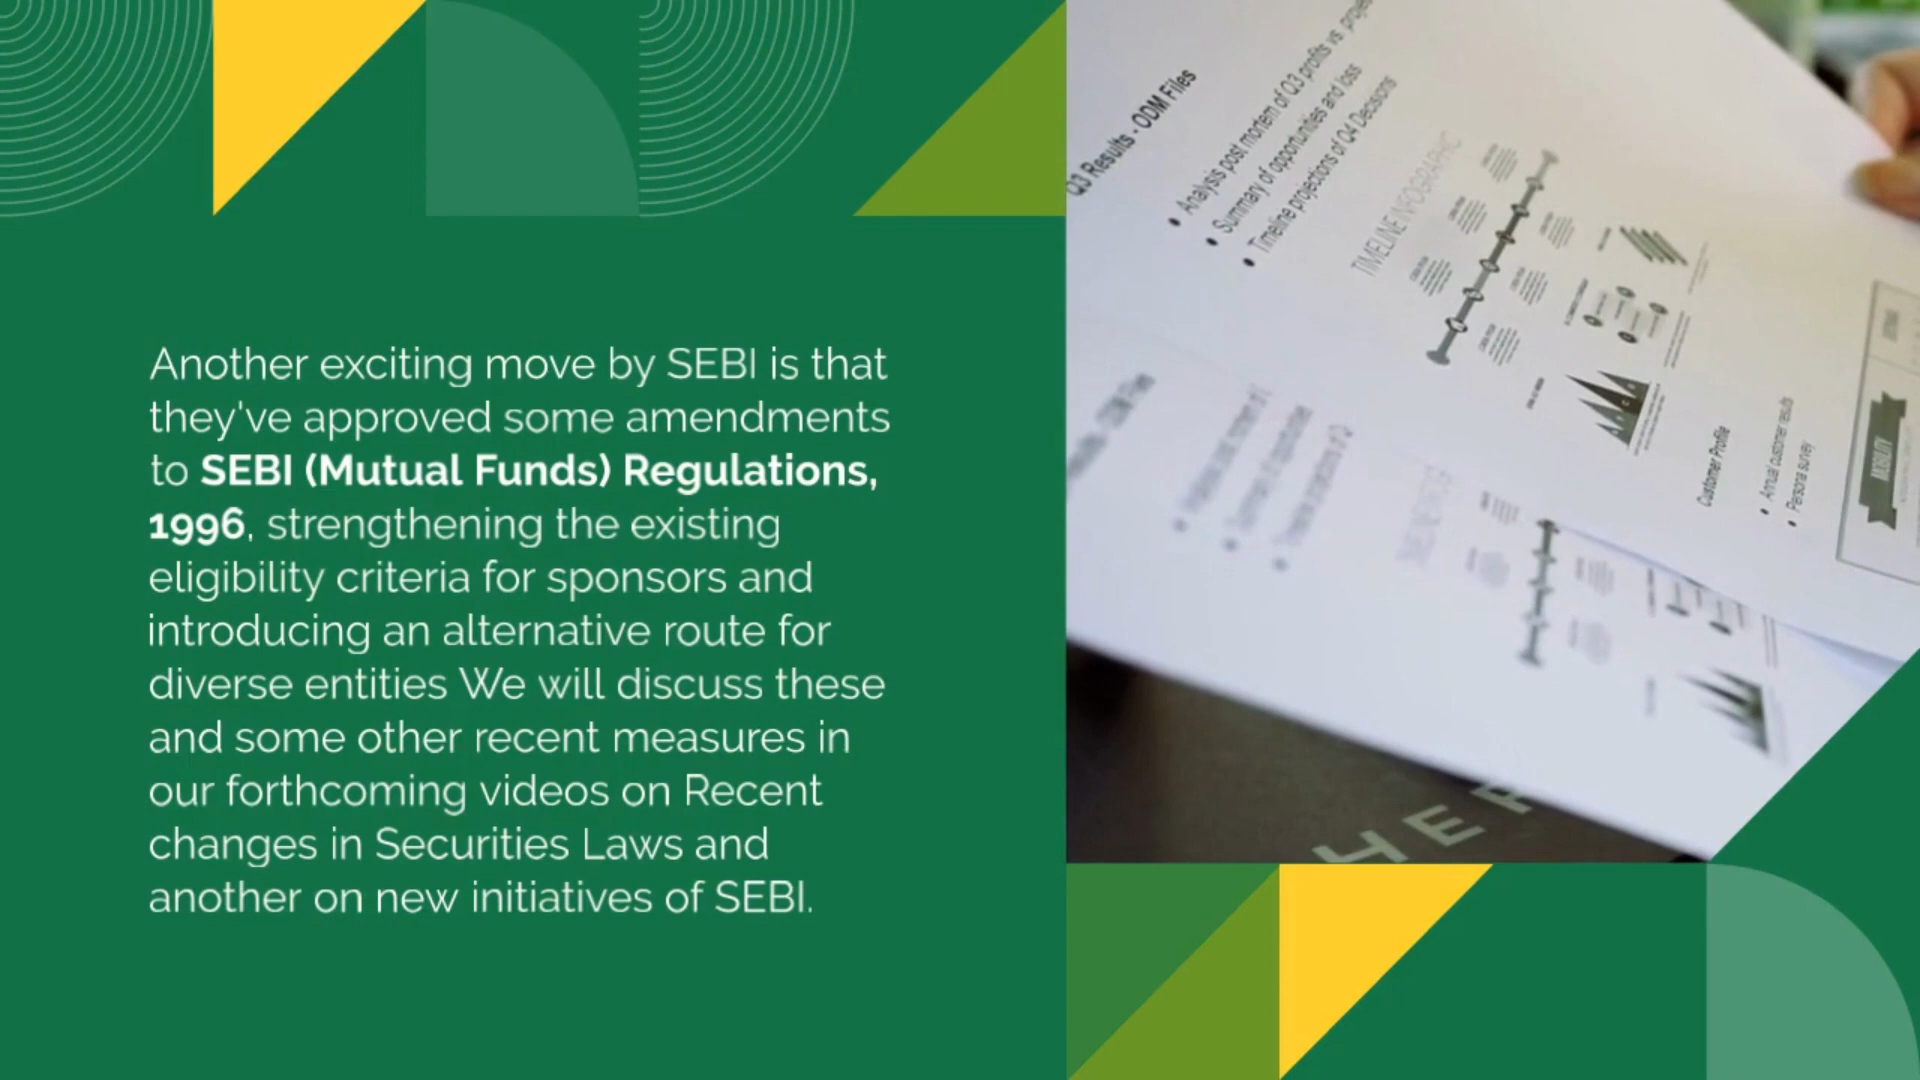 Another exciting move by SEBI is that
they've approved some amendments
to SEBI (Mutual Funds) Regulations,
1996, strengthening the existing
eligibility criteria for sponsors and
introducing an alternative route for
diverse entities We will discuss these
and some other recent measures in
our forthcoming videos on Recent
changes in Securities Laws and
another on new initiatives of SEBI.
Q3 Results - ODM Files
Analysis post mortem of Q3 profits vs. 
Summary of opportunities and loss
Timeline projections of Q4 Decisions
TIMELINE INFOGRAPHIC
Customer Profile
Annual customer results
Persona survey
MOBILITY